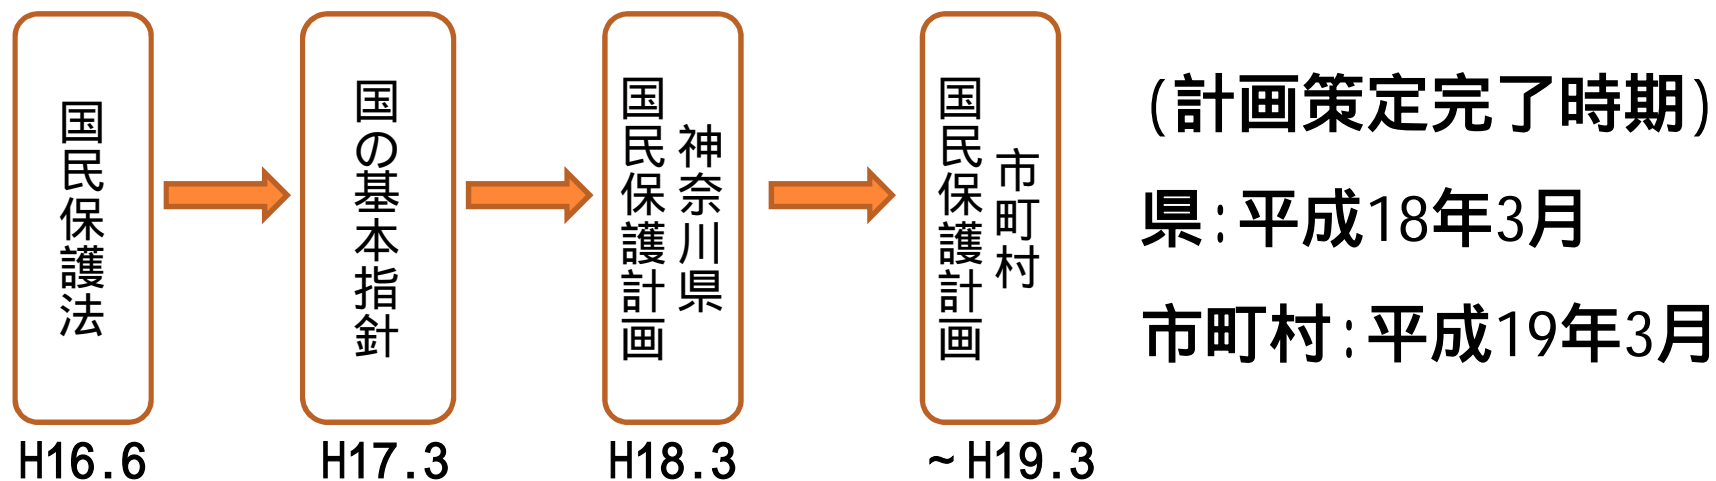 国民保護法
H16.6
国の基本指針
H17.3
神奈川県
国民保護計画
H18.3
市町村
国民保護計画
~H19.3
(計画策定完了時期)
県:平成18年3月
市町村:平成19年3月